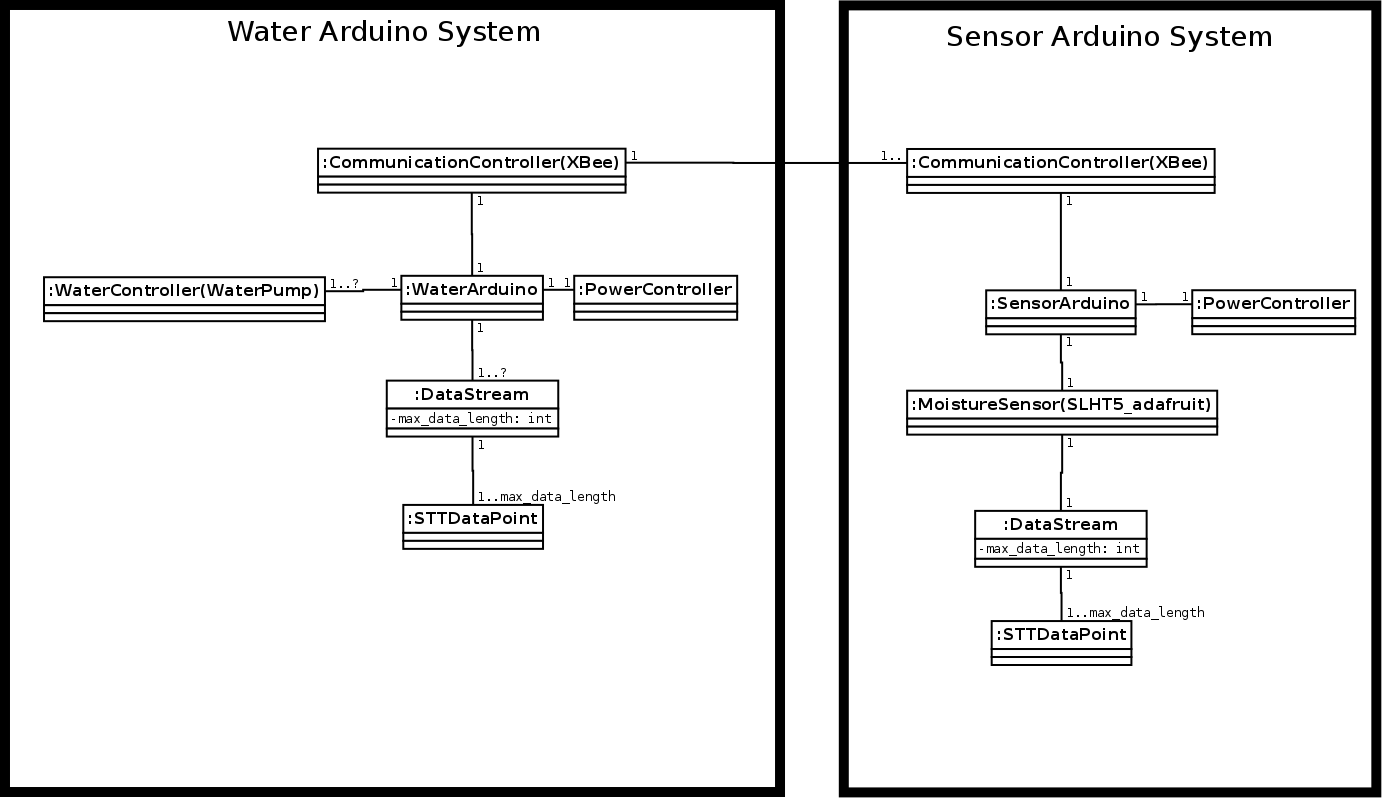 Water Arduino System
:CommunicationController(XBee)
1
1
1
:WaterController(WaterPump)
1..?
1
:WaterArduino
1
1
:PowerController
1
1..?
:DataStream
-max_data_length: int
1
1..max_data_length
:STTDataPoint
Sensor Arduino System
1..
:CommunicationController(XBee)
1
1
:SensorArduino
1
1
:PowerController
1
1
:MoistureSensor(SLHT5_adafruit)
1
1
:DataStream
-max_data_length: int
1
1..max_data_length
:STTDataPoint